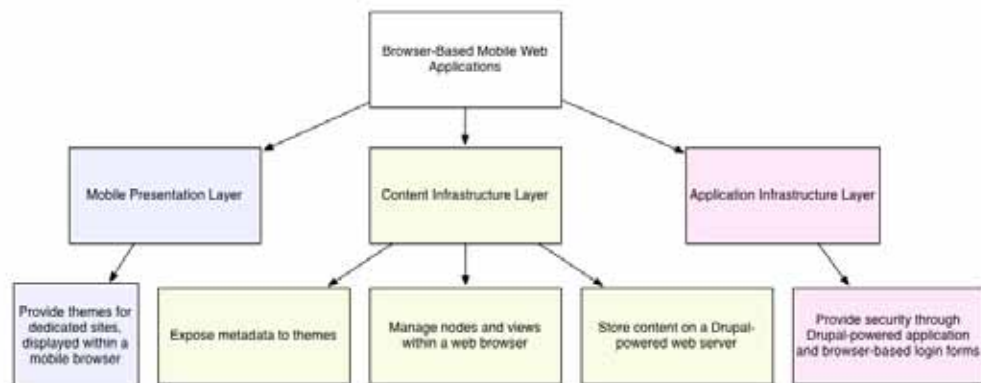 Browser-Based Mobile Web
Applications
Mobile Presentation Layer
Content Infrastructure Layer
Application Infrastructure Layer
Provide themes for
dedicated sites,
displayed within a
mobile browser
Expose metadata to themes
Manage nodes and views
within a web browser
Store content on a Drupal-
powered web server
Provide security through
Drupal-powered application
and browser-based login forms